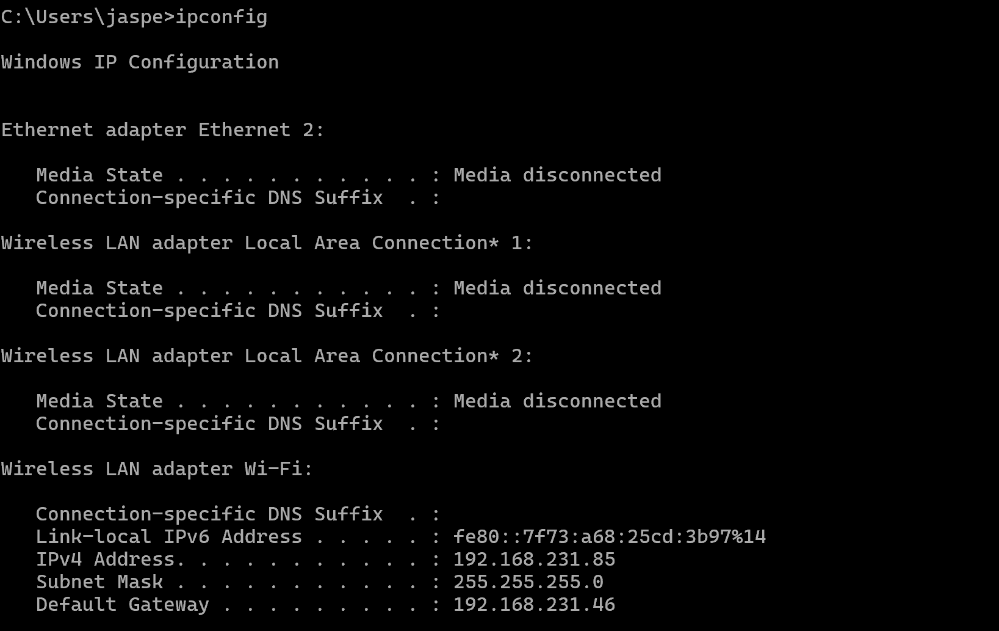 C:\Users\jaspe>ipconfig
Windows IP Configuration
Ethernet adapter Ethernet 2:
Media State . . . . . . . . . . . : Media disconnected
Connection-specific DNS Suffix  . :
Wireless LAN adapter Local Area Connection* 1:
Media State . . . . . . . . . . . : Media disconnected
Connection-specific DNS Suffix  . :
Wireless LAN adapter Local Area Connection* 2:
Media State . . . . . . . . . . . : Media disconnected
Connection-specific DNS Suffix  . :
Wireless LAN adapter Wi-Fi:
Connection-specific DNS Suffix  . :
Link-local IPv6 Address . . . . . : fe80::7f73:a68:25cd:3b97%14
IPv4 Address. . . . . . . . . . . : 192.168.231.85
Subnet Mask . . . . . . . . . . . : 255.255.255.0
Default Gateway . . . . . . . . . : 192.168.231.46